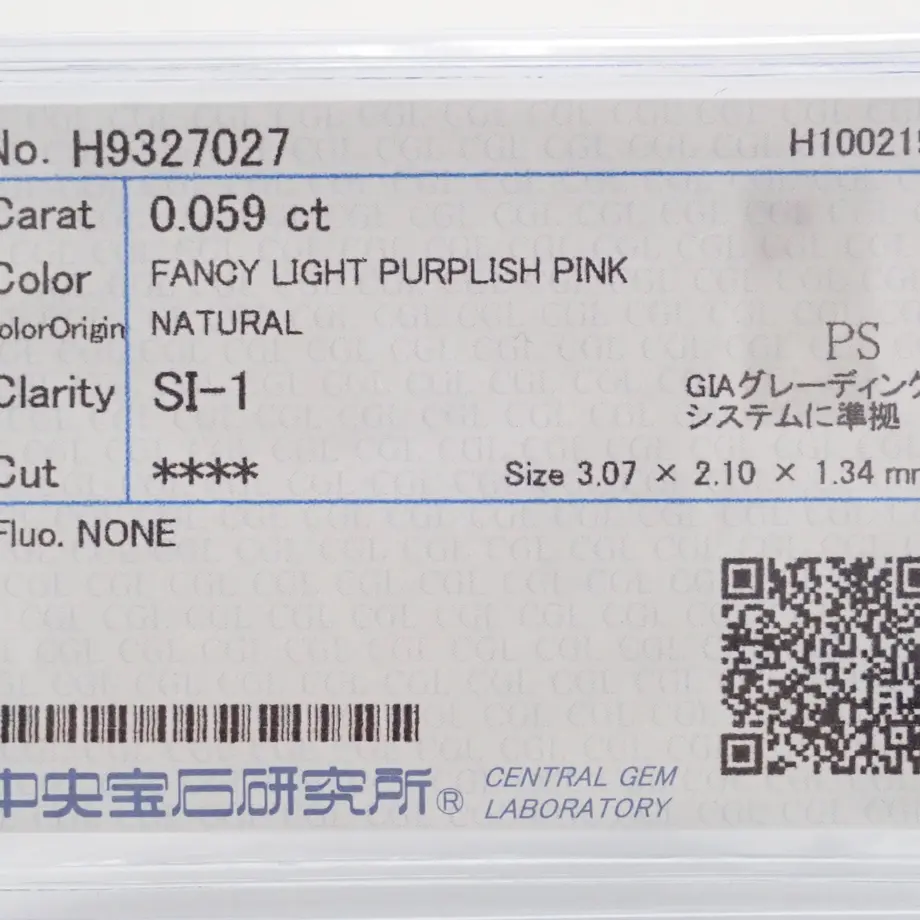 No. H9327027 H100219
Carat 0.059 ct
Color FANCY LIGHT PURPLISH PINK
ColorOrigin NATURAL
PS
Clarity SI-1 GIAグレーディング
システムに準拠
Cut **** Size 3.07 × 2.10 × 1.34 mm
Fluo. NONE
中央宝石研究所® CENTRAL GEM
LABORATORY